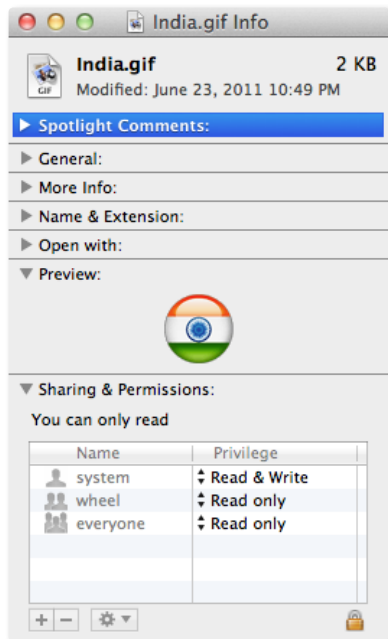 India.gif Info
India.gif 2 KB
Modified: June 23, 2011 10:49 PM
Spotlight Comments:
General:
More Info:
Name & Extension:
Open with:
Preview:
Sharing & Permissions:
You can only read
Name Privilege
system Read & Write
wheel Read only
everyone Read only
GIF